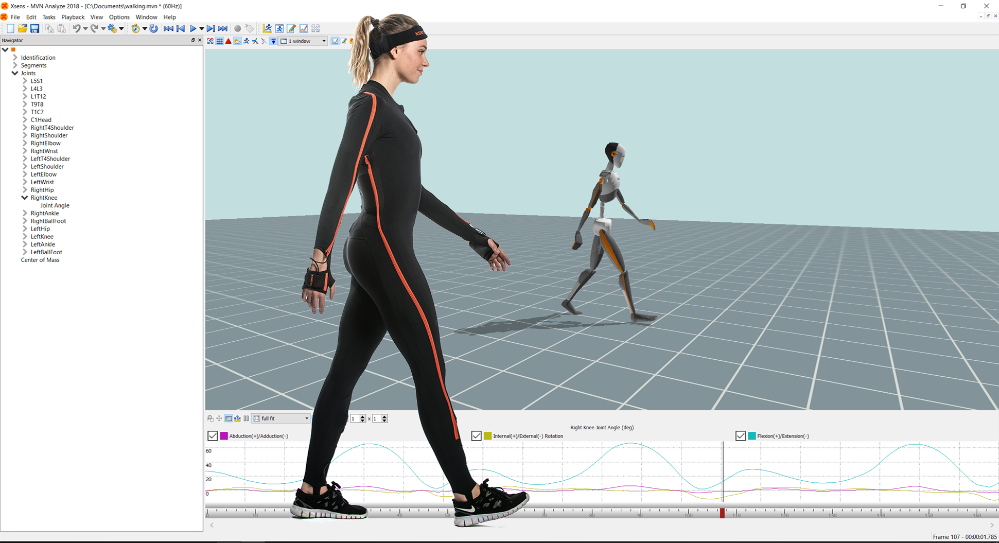 Xsens - MVN Analyze 2018 - [C:\Documents\walking.mvn * (60Hz)]
File Edit Tasks Playback View Options Window Help
Navigator
1 window
Identification
Segments
Joints
L5S1
L4L3
L1T12
T9T8
T1C7
C1Head
RightT4Shoulder
RightShoulder
RightElbow
RightWrist
LeftT4Shoulder
LeftShoulder
LeftElbow
LeftWrist
RightHip
RightKnee
Joint Angle
RightAnkle
RightBallFoot
LeftHip
LeftKnee
LeftAnkle
LeftBallFoot
Center of Mass
xsens
full fit 1 x 1
Right Knee Joint Angle (deg)
Abduction(+)/Adduction(-) Internal(+)/External(-) Rotation Flexion(+)/Extension(-)
60
40
20
0
0 10 40 50 70 80 90 100 110 120 130 140 150 160
Frame 107 - 00:00:01.785